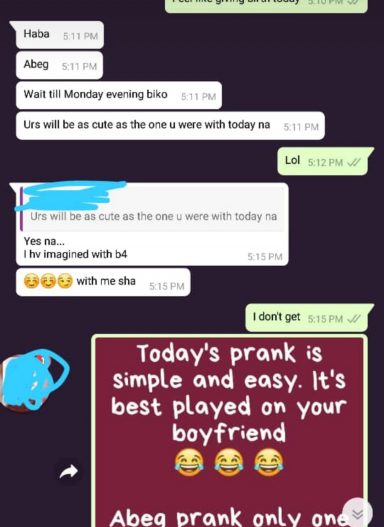 Feel like giving birth today 5:10 PM
Haba 5:11 PM
Abeg 5:11 PM
Wait till Monday evening biko 5:11 PM
Urs will be as cute as the one u were with today na 5:11 PM
Lol 5:12 PM
Urs will be as cute as the one u were with today na
Yes na...
I hv imagined with b4 5:15 PM
☺️☺️😏 with me sha 5:15 PM
I don't get 5:15 PM
Today's prank is
simple and easy. It's
best played on your
boyfriend
😂 😂 😂
Abeg prank only one